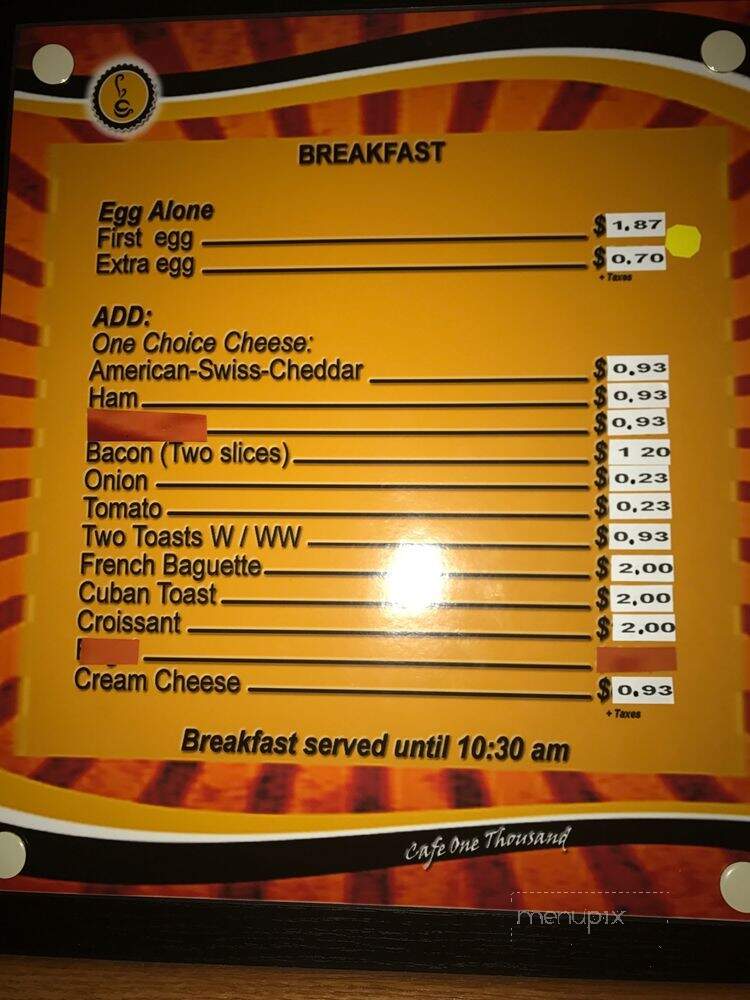 BREAKFAST
Egg Alone
First egg $ 1.87
Extra egg $ 0.70
+ Taxes
ADD:
One Choice Cheese:
American-Swiss-Cheddar $ 0.93
Ham $ 0.93
$ 0.93
Bacon (Two slices) $ 1 20
Onion $ 0.23
Tomato $ 0.23
Two Toasts W / WW $ 0.93
French Baguette $ 2.00
Cuban Toast $ 2.00
Croissant $ 2.00
Cream Cheese $ 0.93
+ Taxes
Breakfast served until 10:30 am
Cafe One Thousand
menupix